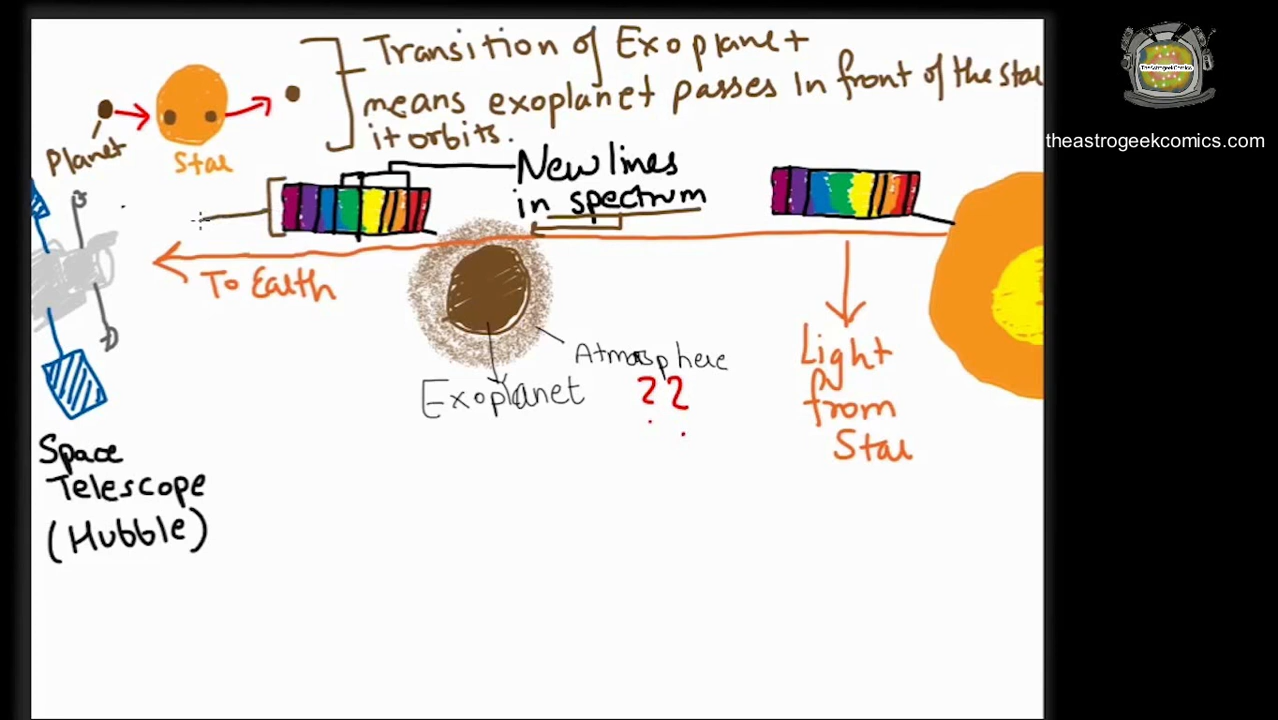 Transition of Exoplanet
means exoplanet passes in front of the star
it orbits.
Planet
Star
New lines
in spectrum
To Earth
Atmosphere
??
Exoplanet
Light
from
Star
Space
Telescope
(Hubble)
TheAstrogeekComics
theastrogeekcomics.com